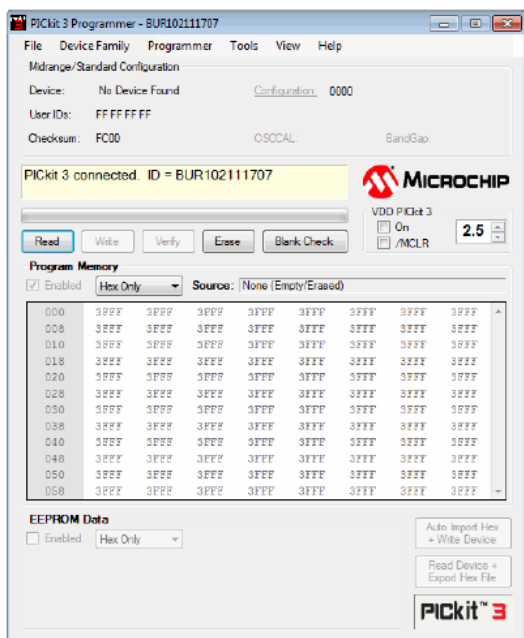 PICkit 3 Programmer - BUR102111707
File Device Family Programmer Tools View Help
Midrange/Standard Configuration
Device: No Device Found Configuration: 0000
User IDs: FF FF FF FF
Checksum: FC00 OSCCAL: BandGap:
PICkit 3 connected. ID = BUR102111707
MICROCHIP
VDD PICkit 3
On
/MCLR
2.5
Read Write Verify Erase Blank Check
Program Memory
Enabled Hex Only Source: None (Empty/Erased)
000 3FFF 3FFF 3FFF 3FFF 3FFF 3FFF 3FFF 3FFF
008 3FFF 3FFF 3FFF 3FFF 3FFF 3FFF 3FFF 3FFF
010 3FFF 3FFF 3FFF 3FFF 3FFF 3FFF 3FFF 3FFF
018 3FFF 3FFF 3FFF 3FFF 3FFF 3FFF 3FFF 3FFF
020 3FFF 3FFF 3FFF 3FFF 3FFF 3FFF 3FFF 3FFF
028 3FFF 3FFF 3FFF 3FFF 3FFF 3FFF 3FFF 3FFF
030 3FFF 3FFF 3FFF 3FFF 3FFF 3FFF 3FFF 3FFF
038 3FFF 3FFF 3FFF 3FFF 3FFF 3FFF 3FFF 3FFF
040 3FFF 3FFF 3FFF 3FFF 3FFF 3FFF 3FFF 3FFF
048 3FFF 3FFF 3FFF 3FFF 3FFF 3FFF 3FFF 3FFF
050 3FFF 3FFF 3FFF 3FFF 3FFF 3FFF 3FFF 3FFF
058 3FFF 3FFF 3FFF 3FFF 3FFF 3FFF 3FFF 3FFF
EEPROM Data
Enabled Hex Only
Auto Import Hex
+ Write Device
Read Device +
Export Hex File
PICkit™ 3